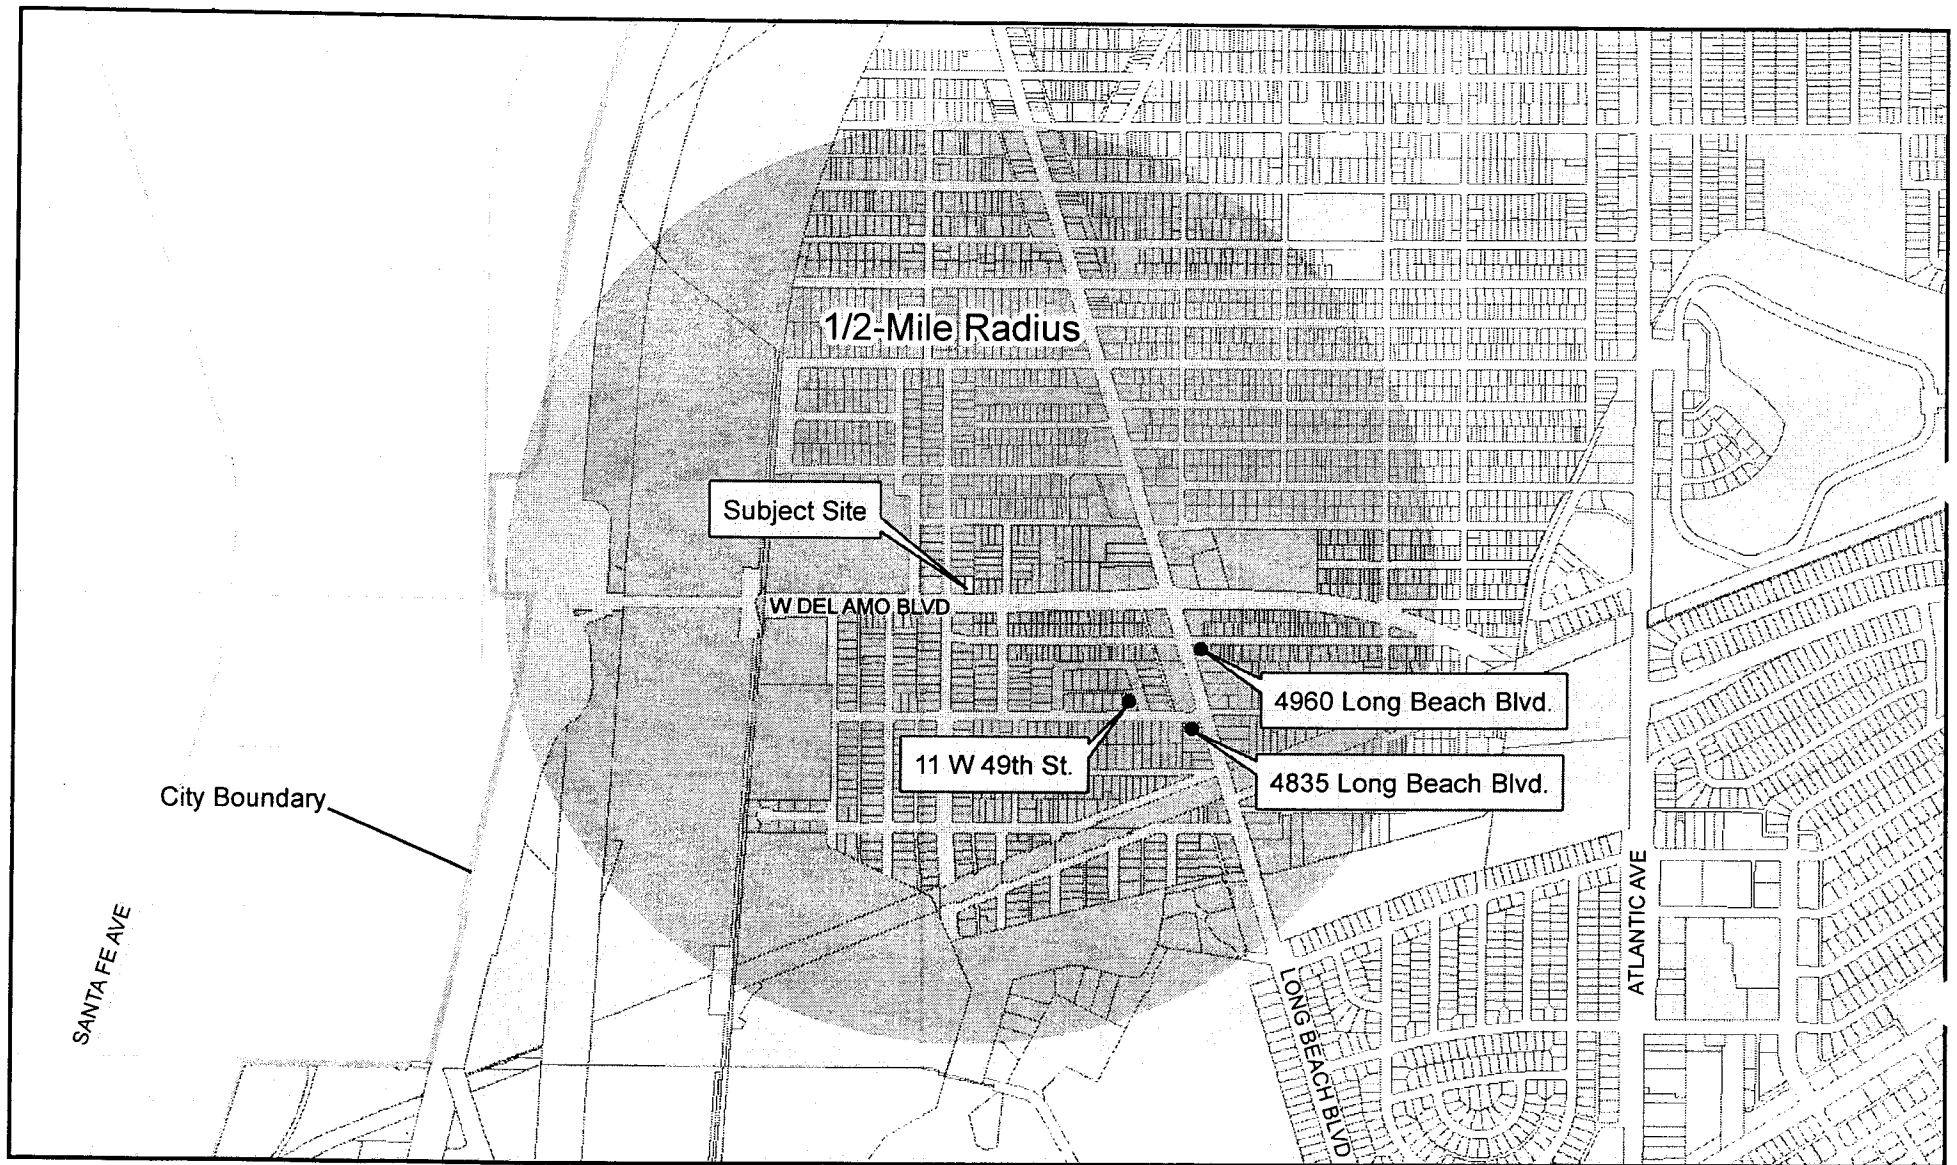 1/2-Mile Radius
Subject Site
W DEL AMO BLVD
4960 Long Beach Blvd.
11 W 49th St.
4835 Long Beach Blvd.
City Boundary
SANTA FE AVE
ATLANTIC AVE
LONG BEACH BLVD